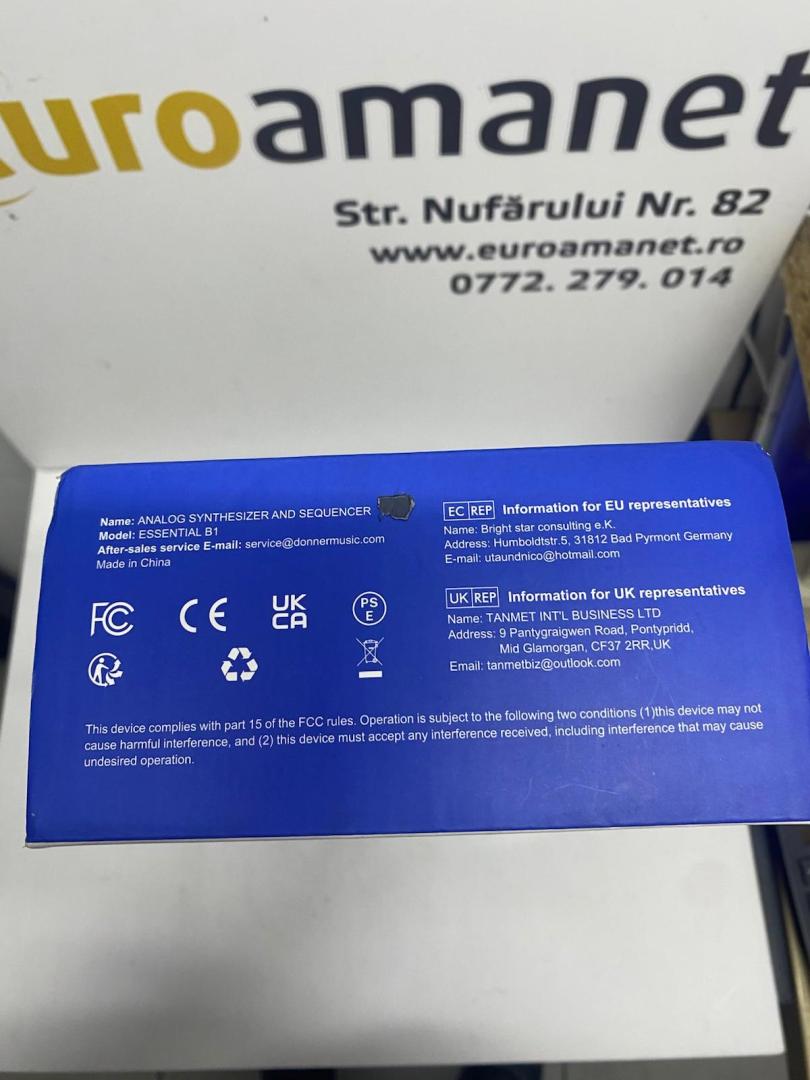 euroamanet
Str. Nufărului Nr. 82
www.euroamanet.ro
0772. 279. 014
Name: ANALOG SYNTHESIZER AND SEQUENCER
Model: ESSENTIAL B1
After-sales service E-mail: service@donnermusic.com
Made in China
FC
CE
UK
CA
PS
E
EC REP Information for EU representatives
Name: Bright star consulting e.K.
Address: Humboldtstr.5, 31812 Bad Pyrmont Germany
E-mail: utaundnico@hotmail.com
UK REP Information for UK representatives
Name: TANMET INT'L BUSINESS LTD
Address: 9 Pantygraigwen Road, Pontypridd,
Mid Glamorgan, CF37 2RR,UK
Email: tanmetbiz@outlook.com
This device complies with part 15 of the FCC rules. Operation is subject to the following two conditions (1)this device may not
cause harmful interference, and (2) this device must accept any interference received, including interference that may cause
undesired operation.